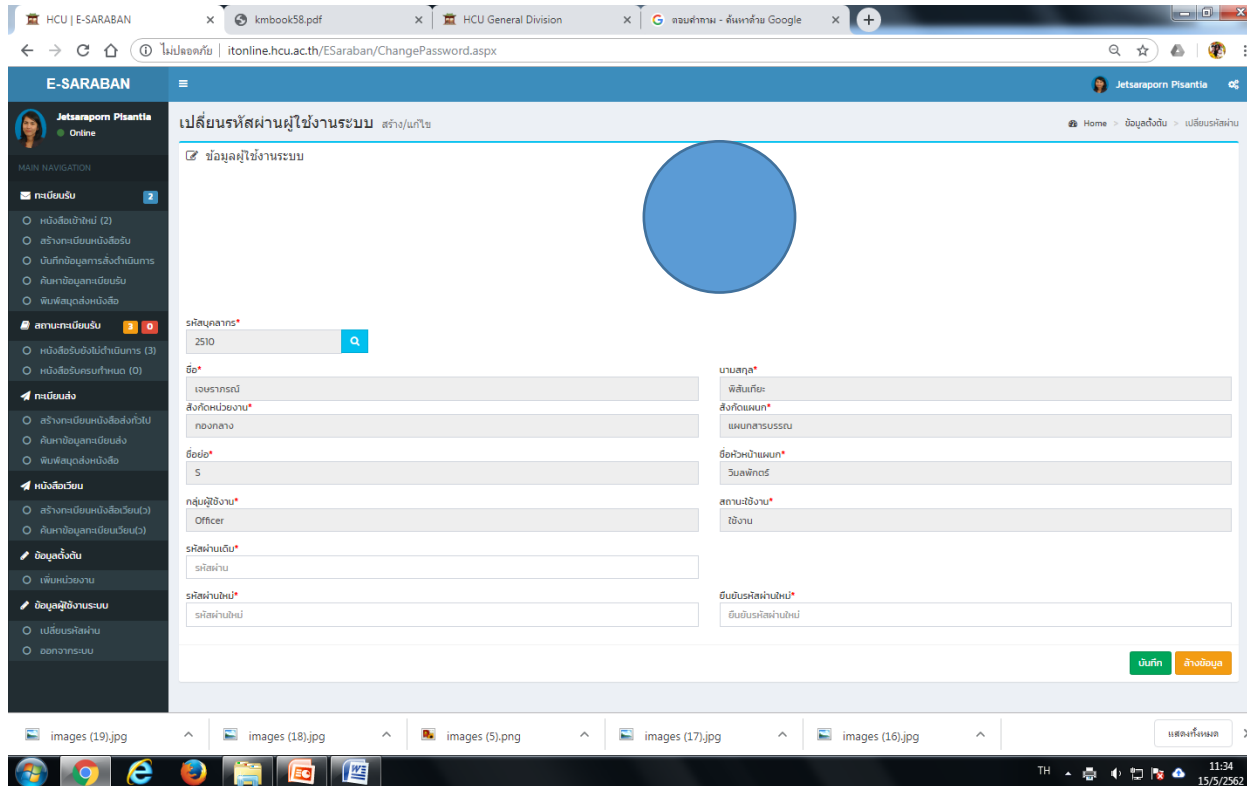 HCU | E-SARABAN
kmbook58.pdf
HCU General Division
ตอบคำถาม - ค้นหาด้วย Google
ไม่ปลอดภัย | itonline.hcu.ac.th/ESaraban/ChangePassword.aspx
E-SARABAN
Jetsaraporn Pisantia
Jetsaraporn Pisantia
Online
เปลี่ยนรหัสผ่านผู้ใช้งานระบบ สร้าง/แก้ไข
Home > ข้อมูลตั้งต้น > เปลี่ยนรหัสผ่าน
MAIN NAVIGATION
ทะเบียนรับ 2
หนังสือเข้าใหม่ (2)
สร้างทะเบียนหนังสือรับ
บันทึกข้อมูลการสั่งดำเนินการ
ค้นหาข้อมูลทะเบียนรับ
พิมพ์สมุดส่งหนังสือ
สถานะทะเบียนรับ 3 0
หนังสือรับยังไม่ดำเนินการ (3)
หนังสือรับครบกำหนด (0)
ทะเบียนส่ง
สร้างทะเบียนหนังสือส่งทั่วไป
ค้นหาข้อมูลทะเบียนส่ง
พิมพ์สมุดส่งหนังสือ
หนังสือเวียน
สร้างทะเบียนหนังสือเวียน(ว)
ค้นหาข้อมูลทะเบียนเวียน(ว)
ข้อมูลตั้งต้น
เพิ่มหน่วยงาน
ข้อมูลผู้ใช้งานระบบ
เปลี่ยนรหัสผ่าน
ออกจากระบบ
ข้อมูลผู้ใช้งานระบบ
รหัสบุคลากร*
2510
ชื่อ*
นามสกุล*
เจษราภรณ์
พิสันเทียะ
สังกัดหน่วยงาน*
สังกัดแผนก*
กองกลาง
แผนกสารบรรณ
ชื่อย่อ*
ชื่อหัวหน้าแผนก*
S
วิมลพักตร์
กลุ่มผู้ใช้งาน*
สถานะใช้งาน*
Officer
ใช้งาน
รหัสผ่านเดิม*
รหัสผ่าน
รหัสผ่านใหม่*
ยืนยันรหัสผ่านใหม่*
รหัสผ่านใหม่
ยืนยันรหัสผ่านใหม่
บันทึก
ล้างข้อมูล
images (19).jpg
images (18).jpg
images (5).png
images (17).jpg
images (16).jpg
แสดงทั้งหมด
TH
11:34
15/5/2562